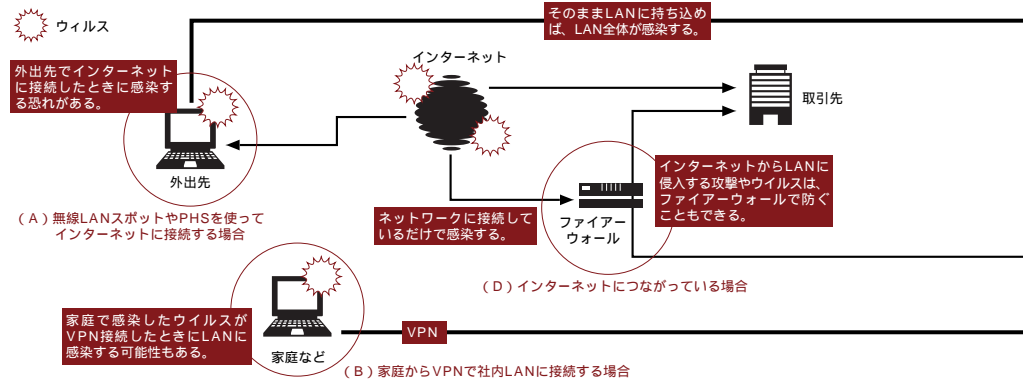 ウィルス
そのままLANに持ち込め
ば、LAN全体が感染する。
外出先でインターネット
に接続したときに感染す
る恐れがある。
インターネット
取引先
外出先
(A)無線LANスポットやPHSを使って
インターネットに接続する場合
ネットワークに接続して
いるだけで感染する。
ファイアー
ウォール
インターネットからLANに
侵入する攻撃やウイルスは、
ファイアーウォールで防ぐ
こともできる。
(D)インターネットにつながっている場合
家庭で感染したウイルスが
VPN接続したときにLANに
感染する可能性もある。
家庭など
VPN
(B)家庭からVPNで社内LANに接続する場合